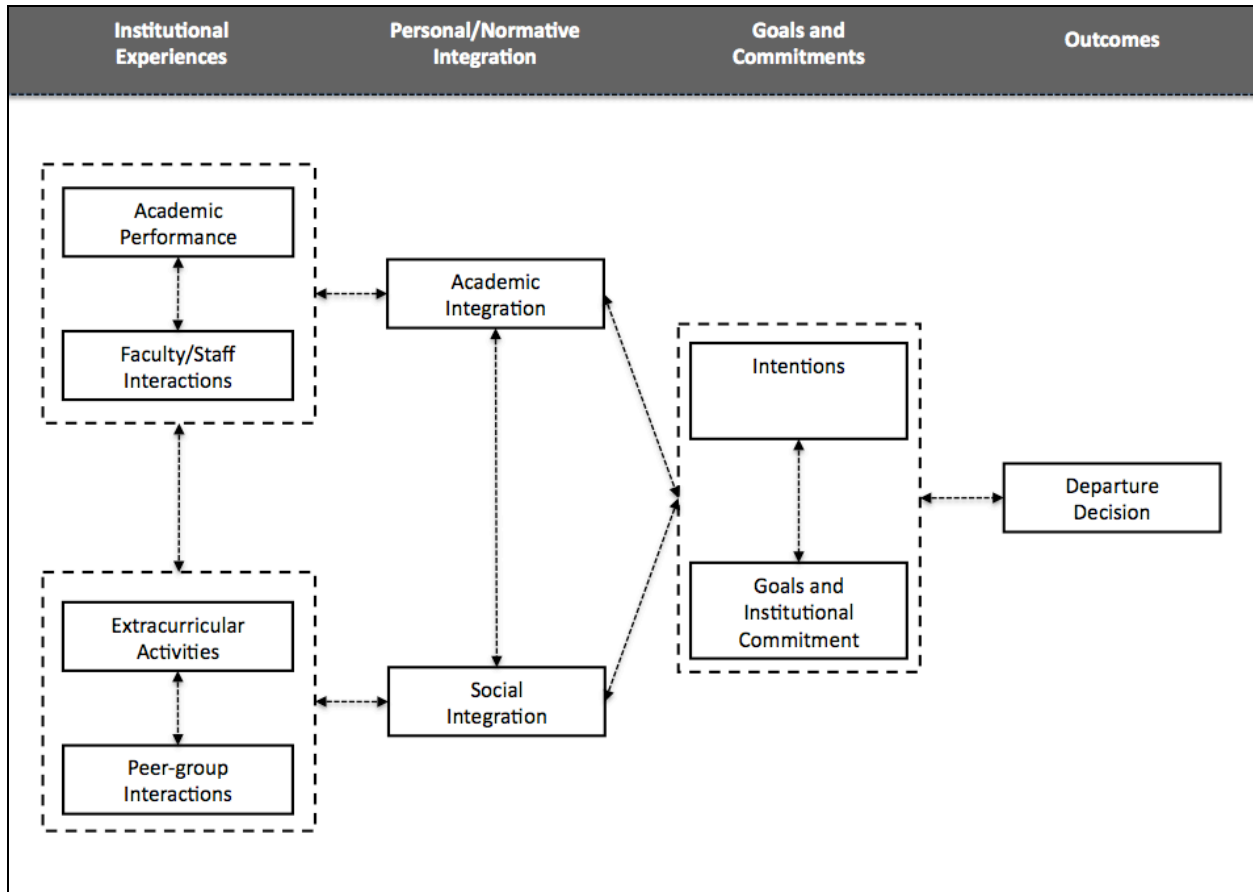 Institutional
Experiences
Personal/Normative
Integration
Goals and
Commitments
Outcomes
Academic
Performance
Faculty/Staff
Interactions
Extracurricular
Activities
Peer-group
Interactions
Academic
Integration
Social
Integration
Intentions
Goals and
Institutional
Commitment
Departure
Decision